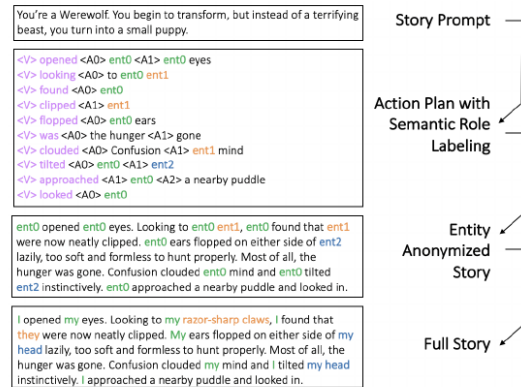 You're a Werewolf. You begin to transform, but instead of a terrifying
beast, you turn into a small puppy.
Story Prompt
<V> opened <A0> ent0 <A1> ent0 eyes
<V> looking <A0> to ent0 ent1
<V> found <A0> ent0
<V> clipped <A1> ent1
<V> flopped <A0> ent0 ears
<V> was <A0> the hunger <A1> gone
<V> clouded <A0> Confusion <A1> ent1 mind
<V> tilted <A0> ent0 <A1> ent2
<V> approached <A1> ent0 <A2> a nearby puddle
<V> looked <A0> ent0
Action Plan with
Semantic Role
Labeling
ent0 opened ent0 eyes. Looking to ent0 ent1, ent0 found that ent1
were now neatly clipped. ent0 ears flopped on either side of ent2
lazily, too soft and formless to hunt properly. Most of all, the
hunger was gone. Confusion clouded ent0 mind and ent0 tilted
ent2 instinctively. ent0 approached a nearby puddle and looked in.
Entity
Anonymized
Story
I opened my eyes. Looking to my razor-sharp claws, I found that
they were now neatly clipped. My ears flopped on either side of my
head lazily, too soft and formless to hunt properly. Most of all, the
hunger was gone. Confusion clouded my mind and I tilted my head
instinctively. I approached a nearby puddle and looked in.
Full Story